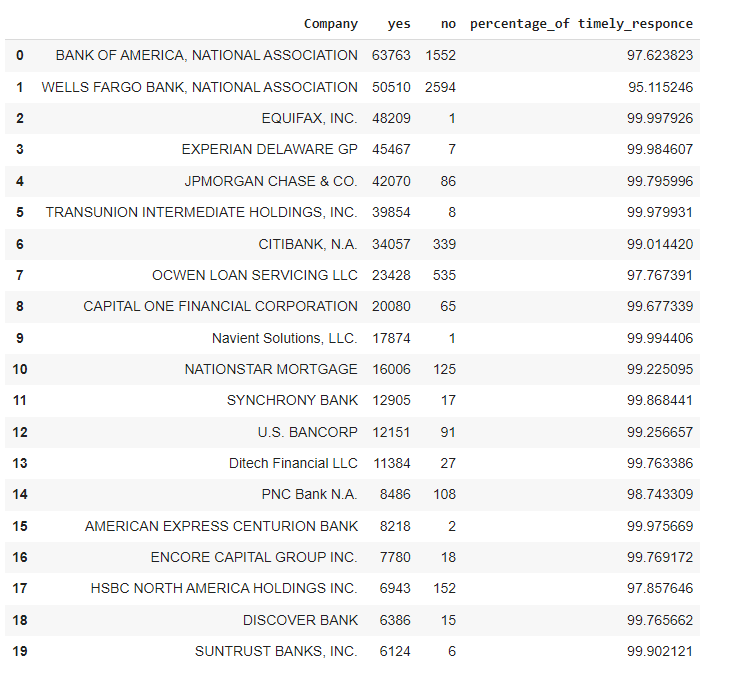 Company yes no percentage_of timely_responce
0 BANK OF AMERICA, NATIONAL ASSOCIATION 63763 1552 97.623823
1 WELLS FARGO BANK, NATIONAL ASSOCIATION 50510 2594 95.115246
2 EQUIFAX, INC. 48209 1 99.997926
3 EXPERIAN DELAWARE GP 45467 7 99.984607
4 JPMORGAN CHASE & CO. 42070 86 99.795996
5 TRANSUNION INTERMEDIATE HOLDINGS, INC. 39854 8 99.979931
6 CITIBANK, N.A. 34057 339 99.014420
7 OCWEN LOAN SERVICING LLC 23428 535 97.767391
8 CAPITAL ONE FINANCIAL CORPORATION 20080 65 99.677339
9 Navient Solutions, LLC. 17874 1 99.994406
10 NATIONSTAR MORTGAGE 16006 125 99.225095
11 SYNCHRONY BANK 12905 17 99.868441
12 U.S. BANCORP 12151 91 99.256657
13 Ditech Financial LLC 11384 27 99.763386
14 PNC Bank N.A. 8486 108 98.743309
15 AMERICAN EXPRESS CENTURION BANK 8218 2 99.975669
16 ENCORE CAPITAL GROUP INC. 7780 18 99.769172
17 HSBC NORTH AMERICA HOLDINGS INC. 6943 152 97.857646
18 DISCOVER BANK 6386 15 99.765662
19 SUNTRUST BANKS, INC. 6124 6 99.902121